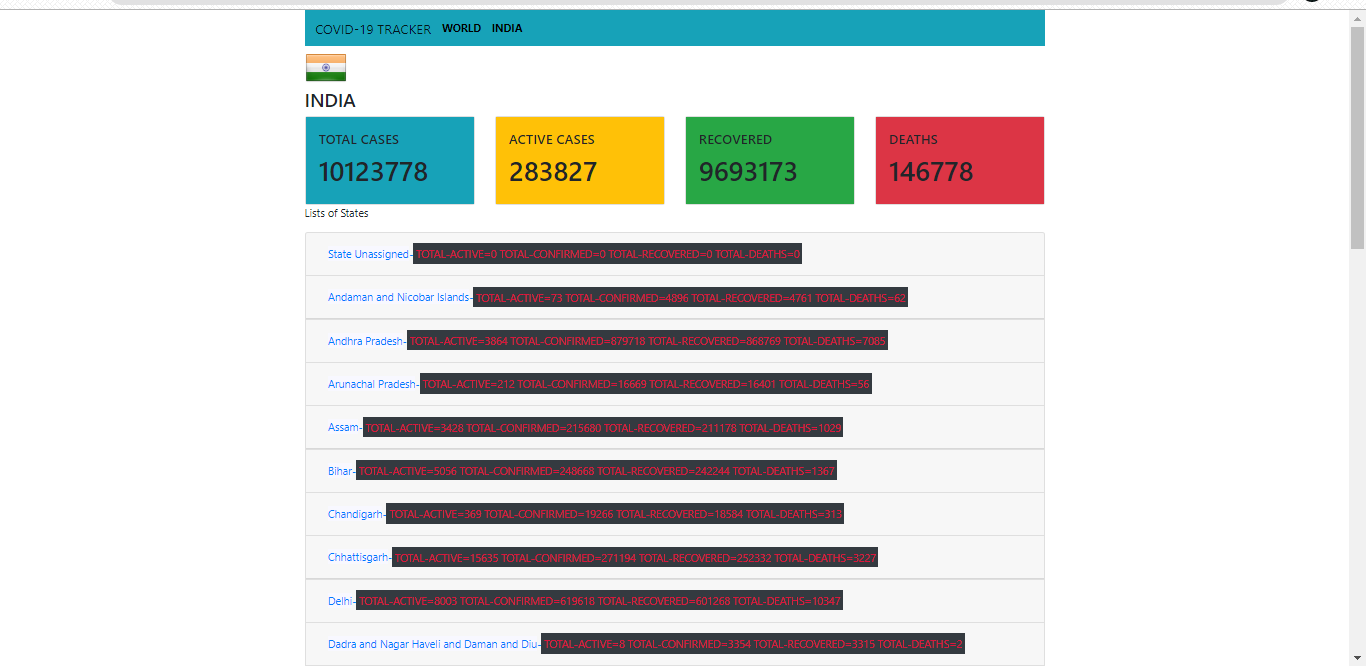 COVID-19 TRACKER WORLD INDIA
INDIA
TOTAL CASES
10123778
ACTIVE CASES
283827
RECOVERED
9693173
DEATHS
146778
Lists of States
State Unassigned-TOTAL-ACTIVE=0 TOTAL-CONFIRMED=0 TOTAL-RECOVERED=0 TOTAL-DEATHS=0
Andaman and Nicobar Islands-TOTAL-ACTIVE=73 TOTAL-CONFIRMED=4896 TOTAL-RECOVERED=4761 TOTAL-DEATHS=62
Andhra Pradesh-TOTAL-ACTIVE=3864 TOTAL-CONFIRMED=879718 TOTAL-RECOVERED=868769 TOTAL-DEATHS=7085
Arunachal Pradesh-TOTAL-ACTIVE=212 TOTAL-CONFIRMED=16669 TOTAL-RECOVERED=16401 TOTAL-DEATHS=56
Assam-TOTAL-ACTIVE=3428 TOTAL-CONFIRMED=215680 TOTAL-RECOVERED=211178 TOTAL-DEATHS=1029
Bihar-TOTAL-ACTIVE=5056 TOTAL-CONFIRMED=248668 TOTAL-RECOVERED=242244 TOTAL-DEATHS=1367
Chandigarh-TOTAL-ACTIVE=369 TOTAL-CONFIRMED=19266 TOTAL-RECOVERED=18584 TOTAL-DEATHS=313
Chhattisgarh-TOTAL-ACTIVE=15635 TOTAL-CONFIRMED=271194 TOTAL-RECOVERED=252332 TOTAL-DEATHS=3227
Delhi-TOTAL-ACTIVE=8003 TOTAL-CONFIRMED=619618 TOTAL-RECOVERED=601268 TOTAL-DEATHS=10347
Dadra and Nagar Haveli and Daman and Diu-TOTAL-ACTIVE=8 TOTAL-CONFIRMED=3354 TOTAL-RECOVERED=3315 TOTAL-DEATHS=2